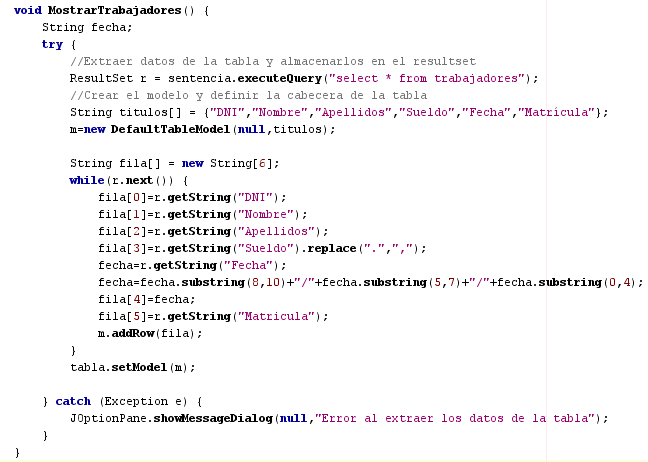 void MostrarTrabajadores() {
String fecha;
try {
//Extraer datos de la tabla y almacenarlos en el resultset
ResultSet r = sentencia.executeQuery("select * from trabajadores");
//Crear el modelo y definir la cabecera de la tabla
String titulos[] = {"DNI","Nombre","Apellidos","Sueldo","Fecha","Matrícula"};
m=new DefaultTableModel(null,titulos);
String fila[] = new String[6];
while(r.next()) {
fila[0]=r.getString("DNI");
fila[1]=r.getString("Nombre");
fila[2]=r.getString("Apellidos");
fila[3]=r.getString("Sueldo").replace(".",",");
fecha=r.getString("Fecha");
fecha=fecha.substring(8,10)+"/"+fecha.substring(5,7)+"/"+fecha.substring(0,4);
fila[4]=fecha;
fila[5]=r.getString("Matricula");
m.addRow(fila);
}
tabla.setModel(m);
} catch (Exception e) {
JOptionPane.showMessageDialog(null,"Error al extraer los datos de la tabla");
}
}